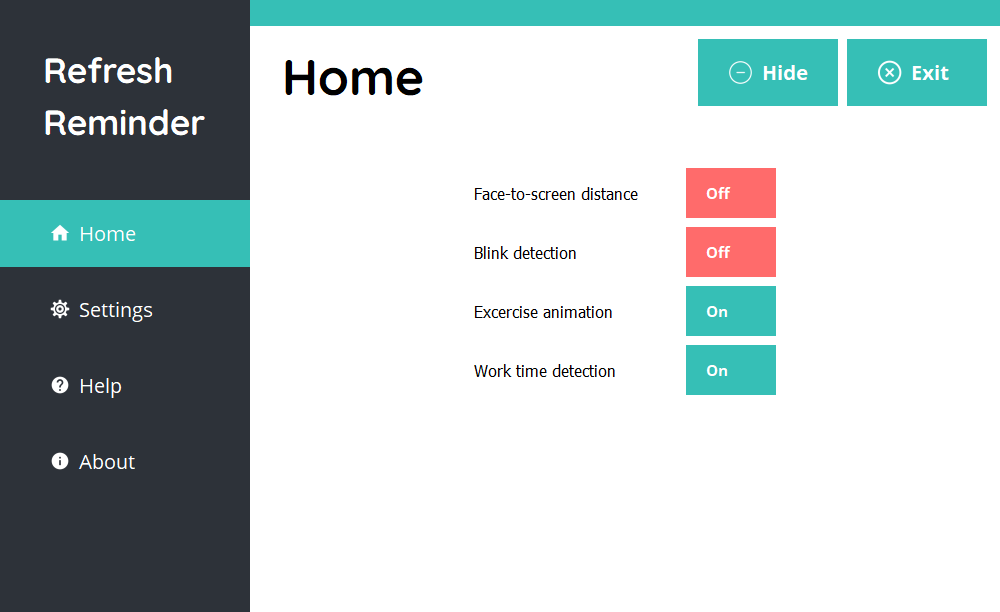 Refresh
Reminder
Home
Settings
Help
About
Home
Hide
Exit
Face-to-screen distance
Off
Blink detection
Off
Excercise animation
On
Work time detection
On